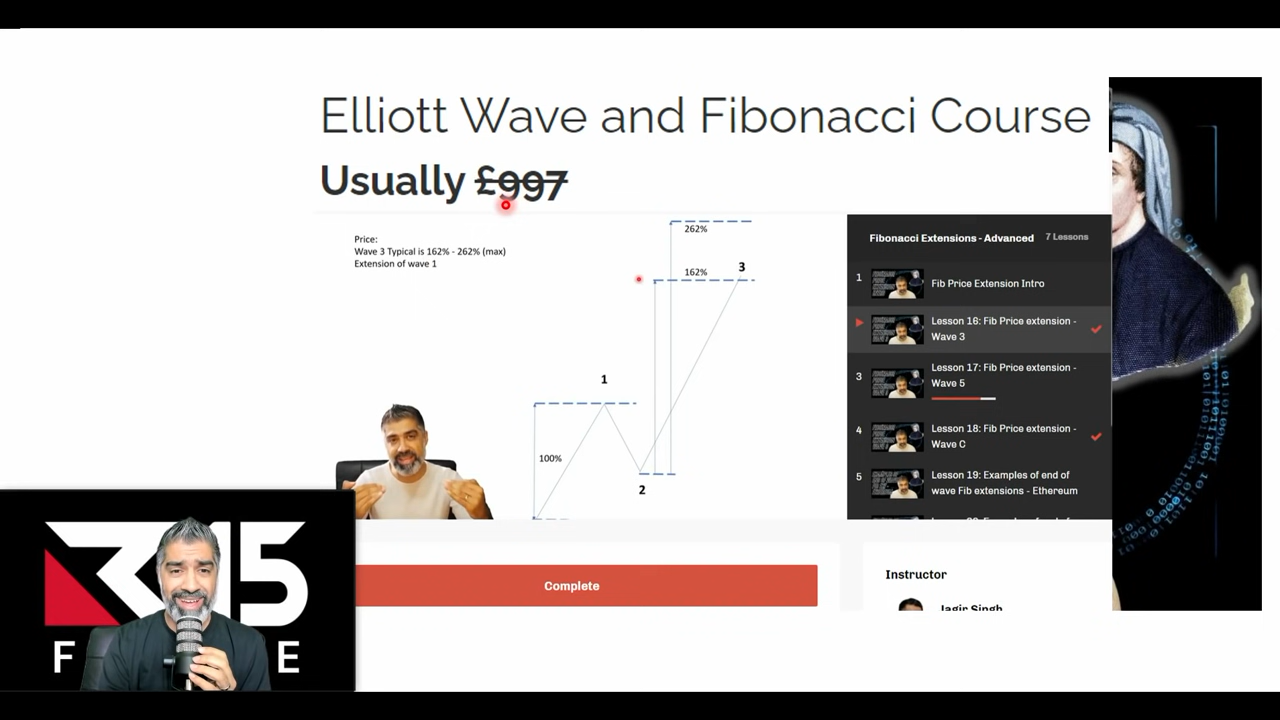 Elliott Wave and Fibonacci Course
Usually £997
Price:
Wave 3 Typical is 162% - 262% (max)
Extension of wave 1
262%
162%
3
1
100%
2
Fibonacci Extensions - Advanced 7 Lessons
1
Fib Price Extension Intro
Lesson 16: Fib Price extension -
Wave 3
3
Lesson 17: Fib Price extension -
Wave 5
4
Lesson 18: Fib Price extension -
Wave C
5
Lesson 19: Examples of end of
wave Fib extensions - Ethereum
Complete
Instructor
Jagir Singh
15
F E